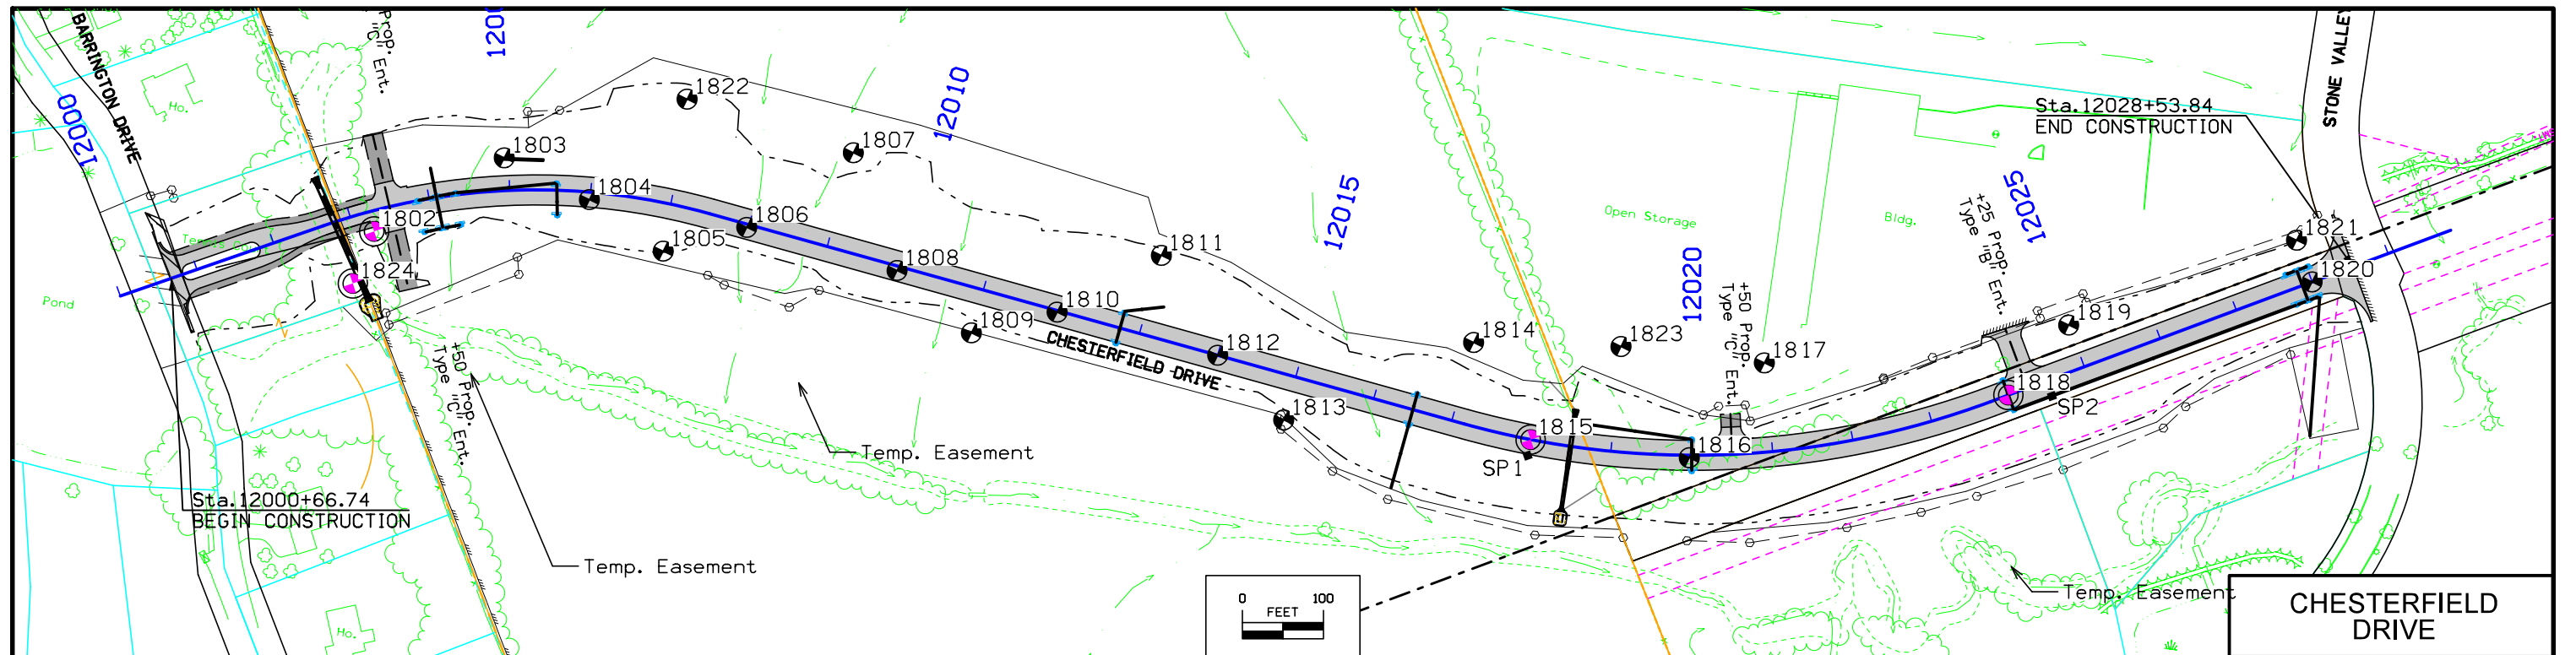 BARRINGTON DRIVE
12000
Ho.
Prop. Ent.
"C"
1822
1807
12010
1803
1804
1802
1806
1805
1824
Tennis Court
Pond
1808
1811
12015
1810
1809
1812
CHESTERFIELD DRIVE
1814
1823
1817
12020
+50 Prop.
Type "C" Ent.
+50 Prop.
Type "C" Ent.
1813
1815
SP1
1816
Open Storage
Bldg.
+25 Prop.
Type "B" Ent.
12025
Sta.12028+53.84
END CONSTRUCTION
STONE VALLEY
1821
1820
1819
1818
SP2
Temp. Easement
Temp. Easement
Temp. Easement
Sta.12000+66.74
BEGIN CONSTRUCTION
Ho.
0 100
FEET
CHESTERFIELD
DRIVE